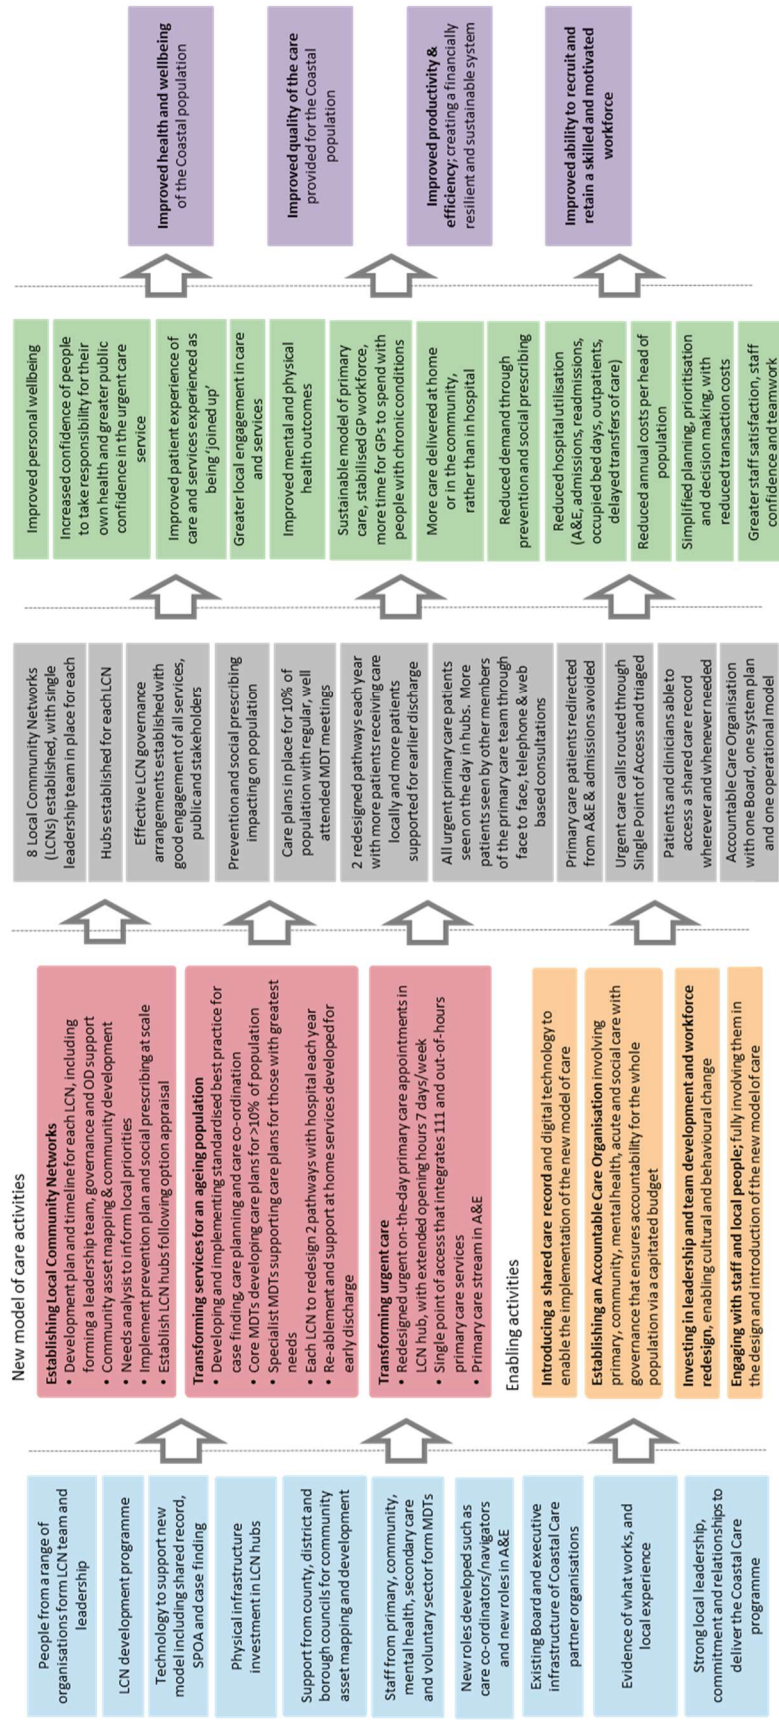 People from a range of
organisations form LCN team and
leadership
LCN development programme
Technology to support new
model including shared record,
SPOA and case finding
Physical infrastructure
investment in LCN hubs
Support from county, district and
borough councils for community
asset mapping and development
Staff from primary, community,
mental health, secondary care
and voluntary sector form MDTs
New roles developed such as
care co-ordinators/navigators
and new roles in A&E
Existing Board and executive
infrastructure of Coastal Care
partner organisations
Evidence of what works, and
local experience
Strong local leadership,
commitment and relationships to
deliver the Coastal Care
programme
New model of care activities
Establishing Local Community Networks
• Development plan and timeline for each LCN, including
forming a leadership team, governance and OD support
• Community asset mapping & community development
• Needs analysis to inform local priorities
• Implement prevention plan and social prescribing at scale
• Establish LCN hubs following option appraisal
Transforming services for an ageing population
• Developing and implementing standardised best practice for
case finding, care planning and care co-ordination
• Core MDTs developing care plans for >10% of population
• Specialist MDTs supporting care plans for those with greatest
needs
• Each LCN to redesign 2 pathways with hospital each year
• Re-ablement and support at home services developed for
early discharge
Transforming urgent care
• Redesigned urgent on-the-day primary care appointments in
LCN hub, with extended opening hours 7 days/week
• Single point of access that integrates 111 and out-of-hours
primary care services
• Primary care stream in A&E
Enabling activities
Introducing a shared care record and digital technology to
enable the implementation of the new model of care
Establishing an Accountable Care Organisation involving
primary, community, mental health, acute and social care with
governance that ensures accountability for the whole
population via a capitated budget
Investing in leadership and team development and workforce
redesign, enabling cultural and behavioural change
Engaging with staff and local people; fully involving them in
the design and introduction of the new model of care
8 Local Community Networks
(LCNs) established, with single
leadership team in place for each
Hubs established for each LCN
Effective LCN governance
arrangements established with
good engagement of all services,
public and stakeholders
Prevention and social prescribing
impacting on population
Care plans in place for 10% of
population with regular, well
attended MDT meetings
2 redesigned pathways each year
with more patients receiving care
locally and more patients
supported for earlier discharge
All urgent primary care patients
seen on the day in hubs. More
patients seen by other members
of the primary care team through
face to face, telephone & web
based consultations
Primary care patients redirected
from A&E & admissions avoided
Urgent care calls routed through
Single Point of Access and triaged
Patients and clinicians able to
access a shared care record
wherever and whenever needed
Accountable Care Organisation
with one Board, one system plan
and one operational model
Improved personal wellbeing
Increased confidence of people
to take responsibility for their
own health and greater public
confidence in the urgent care
service
Improved patient experience of
care and services experienced as
being 'joined up'
Greater local engagement in care
and services
Improved mental and physical
health outcomes
Sustainable model of primary
care, stabilised GP workforce,
more time for GPs to spend with
people with chronic conditions
More care delivered at home
or in the community,
rather than in hospital
Reduced demand through
prevention and social prescribing
Reduced hospital utilisation
(A&E, admissions, readmissions,
occupied bed days, outpatients,
delayed transfers of care)
Reduced annual costs per head of
population
Simplified planning, prioritisation
and decision making, with
reduced transaction costs
Greater staff satisfaction, staff
confidence and teamwork
Improved health and wellbeing
of the Coastal population
Improved quality of the care
provided for the Coastal
population
Improved productivity &
efficiency; creating a financially
resilient and sustainable system
Improved ability to recruit and
retain a skilled and motivated
workforce